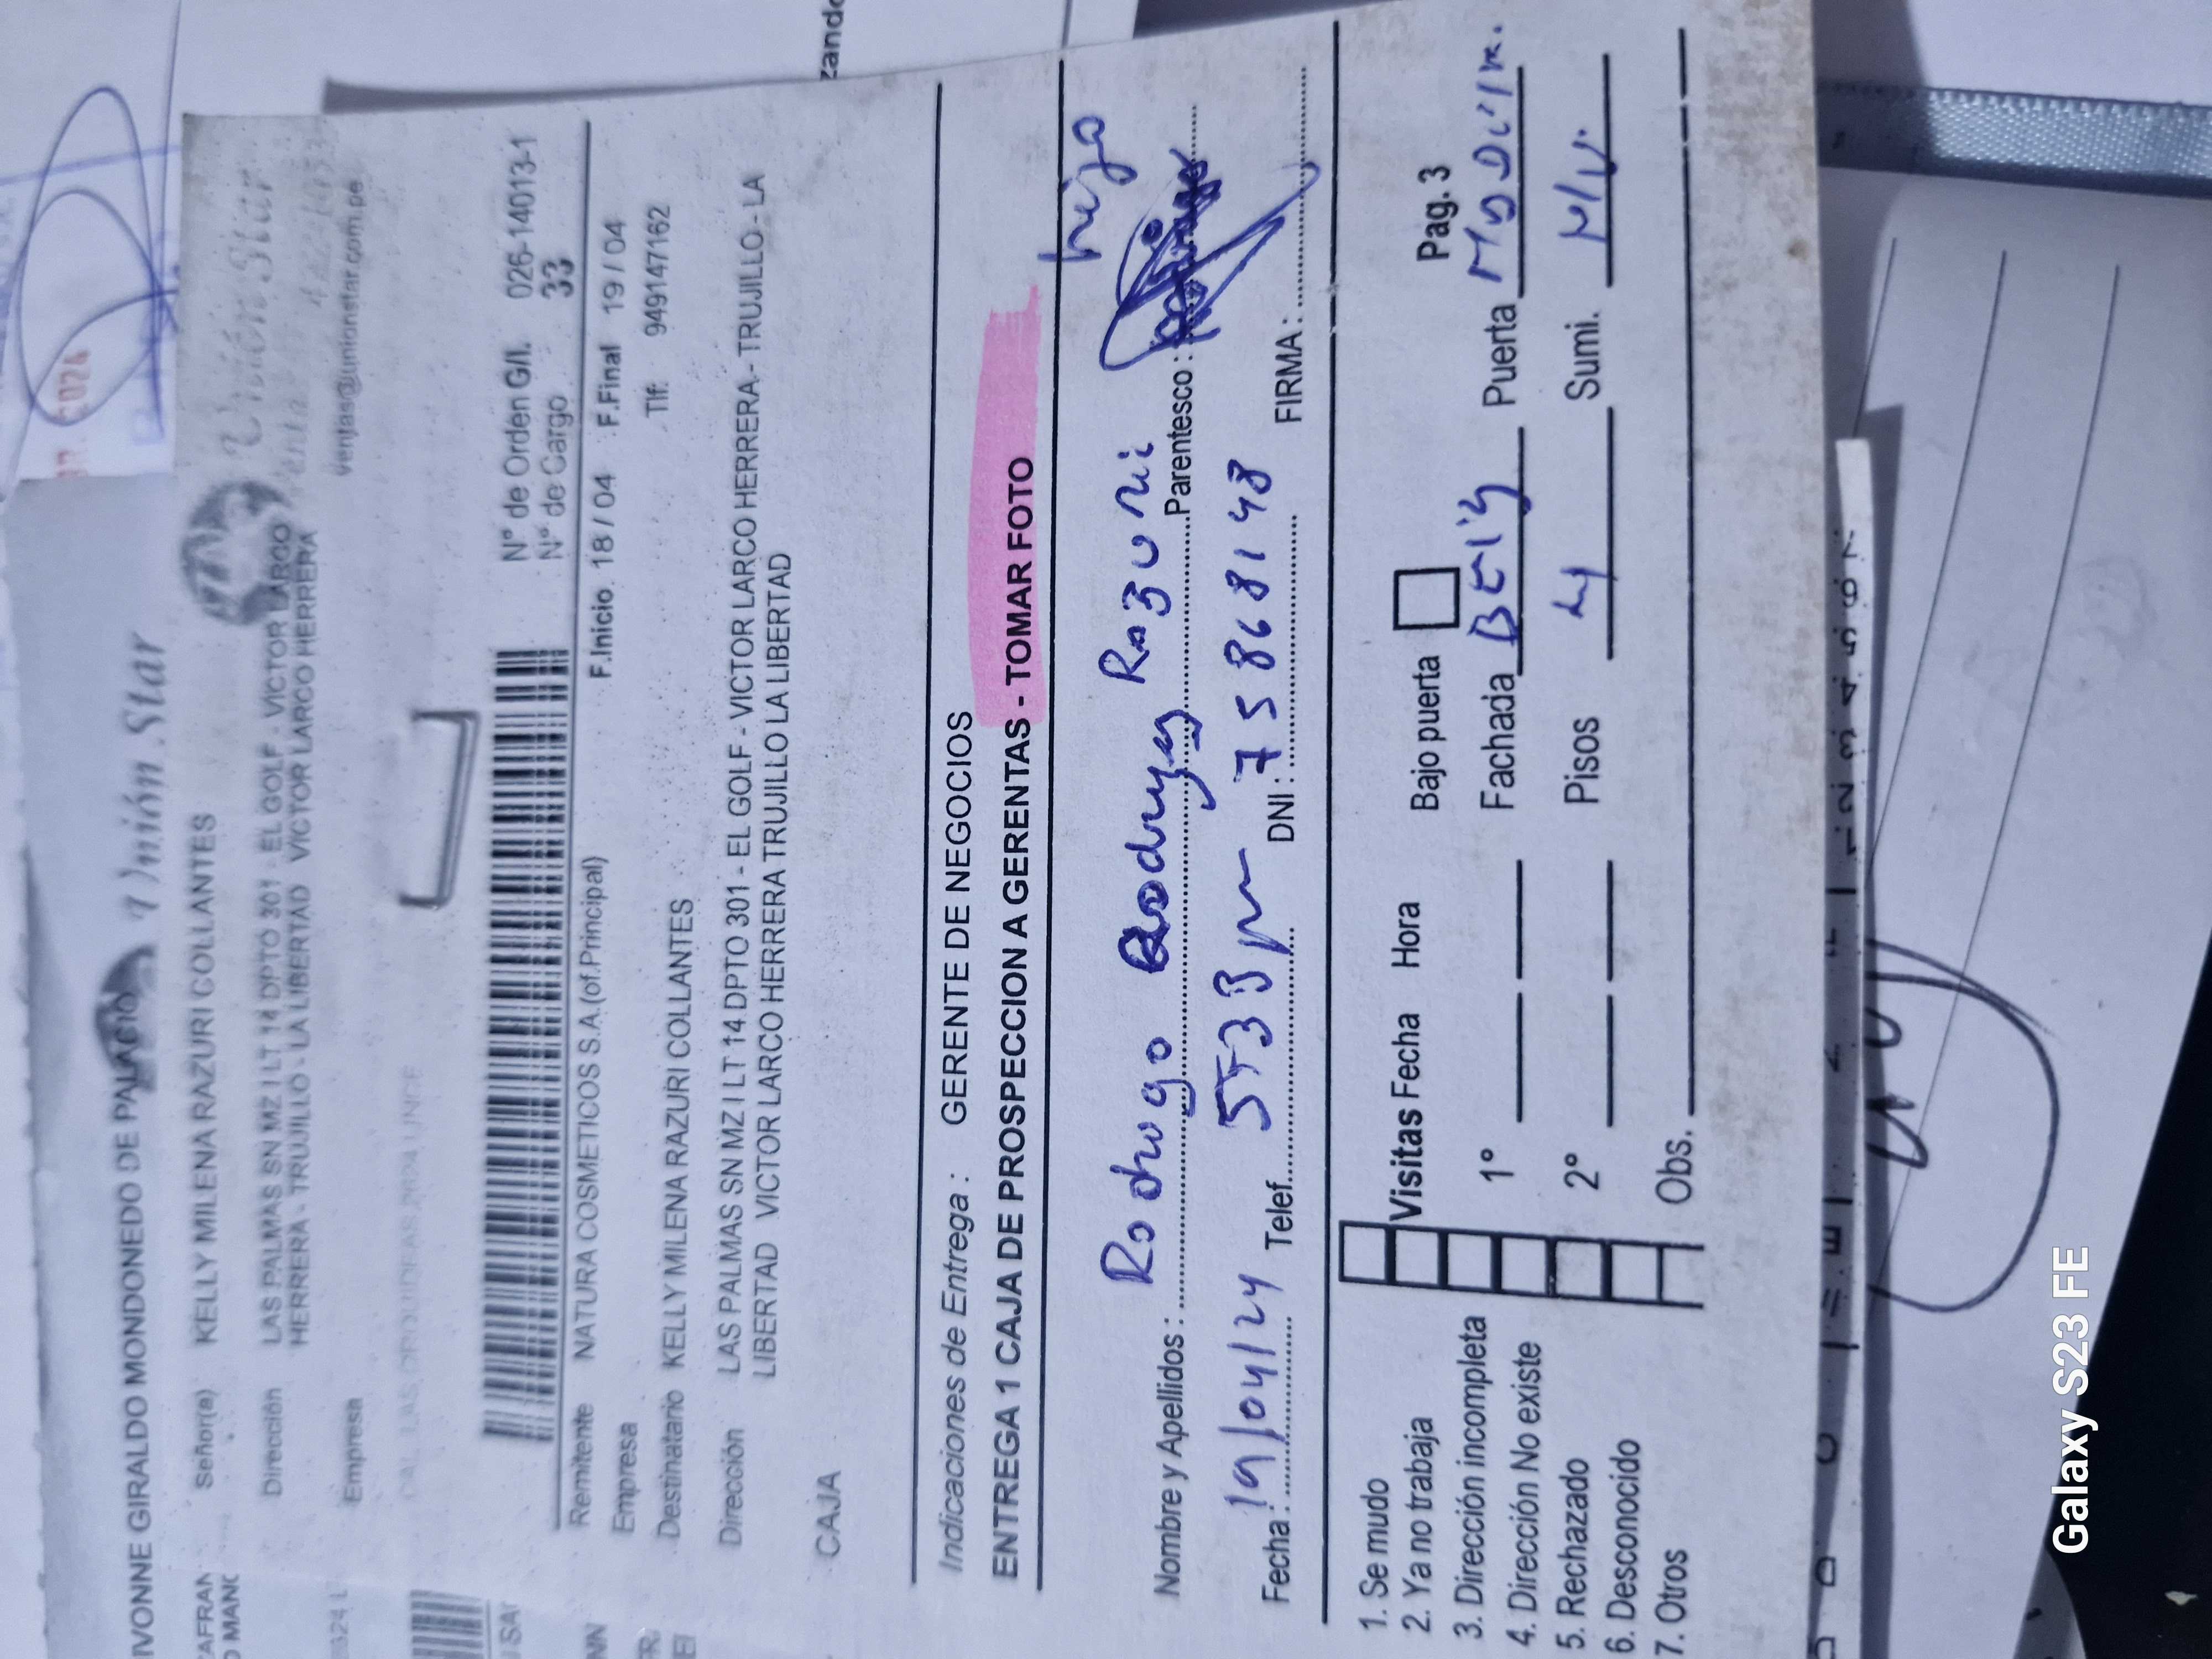 zando
2024
IVONNE GIRALDO MONDONEDO DE PALACIO
Unión Star
Señor(a) KELLY MILENA RAZURI COLLANTES
Dirección LAS PALMAS SN MZ I LT 14 DPTO 301 - EL GOLF - VICTOR LARCO
HERRERA - TRUJILLO - LA LIBERTAD VICTOR LARCO HERRERA
Empresa
Unión Star
ventas@unionstar.com.pe
N° de Orden G/I. 026-14013-1
N° de Cargo 33
Remitente NATURA COSMETICOS S.A.(of.Principal)
F.Inicio. 18 / 04 F.Final 19 / 04
Empresa
Tlf: 949147162
Destinatario KELLY MILENA RAZURI COLLANTES
Dirección LAS PALMAS SN MZ I LT 14 DPTO 301 - EL GOLF - VICTOR LARCO HERRERA - TRUJILLO - LA
LIBERTAD VICTOR LARCO HERRERA TRUJILLO LA LIBERTAD
CAJA
Indicaciones de Entrega : GERENTE DE NEGOCIOS
ENTREGA 1 CAJA DE PROSPECCION A GERENTAS - TOMAR FOTO
hijo
Nombre y Apellidos : Rodrigo Rodryez Razuri Parentesco :
Fecha : 19/04/24 Telef. 5:53 pm DNI : 75868148 FIRMA :
1. Se mudo
2. Ya no trabaja
3. Dirección incompleta
4. Dirección No existe
5. Rechazado
6. Desconocido
7. Otros
Visitas Fecha Hora Bajo puerta Pag. 3
1° Fachada BEIG Puerta
2° Pisos 4 Sumi. N/V.
Obs.
Galaxy S23 FE